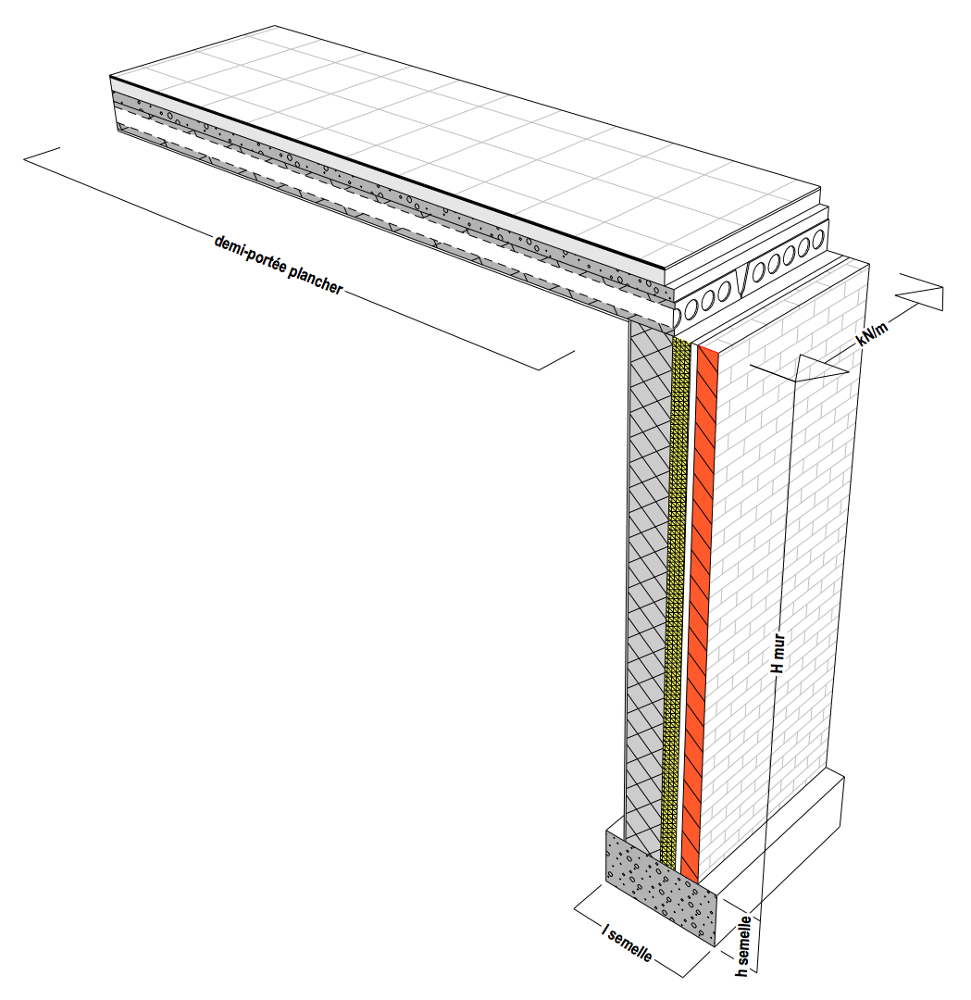 demi-portée plancher
kN/m
H mur
l semelle
h semelle